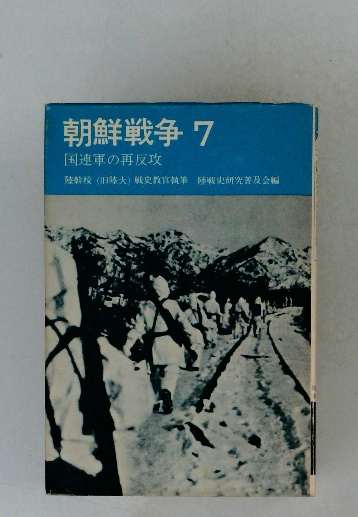 朝鮮戦争 7
国連軍の再反攻
陸幹校（旧陸大）戦史教官執筆　陸戦史研究普及会編